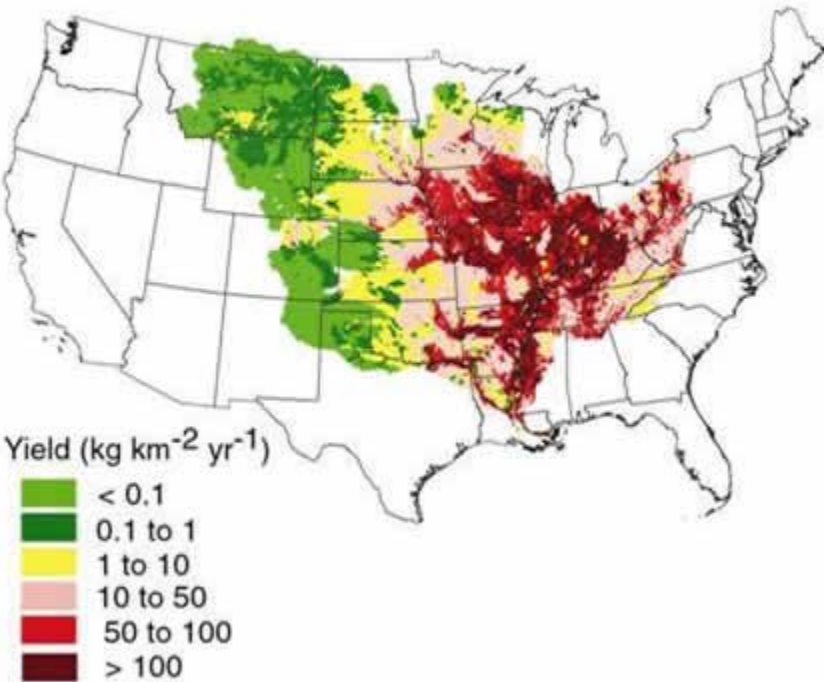 Yield (kg km⁻² yr⁻¹)
< 0.1
0.1 to 1
1 to 10
10 to 50
50 to 100
> 100